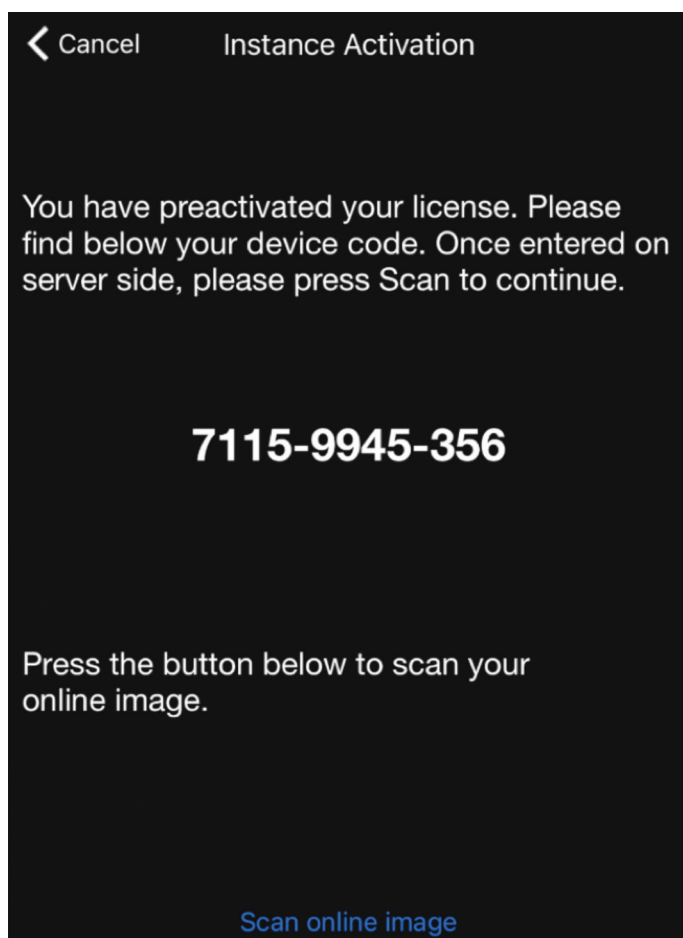 Cancel Instance Activation
You have preactivated your license. Please
find below your device code. Once entered on
server side, please press Scan to continue.
7115-9945-356
Press the button below to scan your
online image.
Scan online image